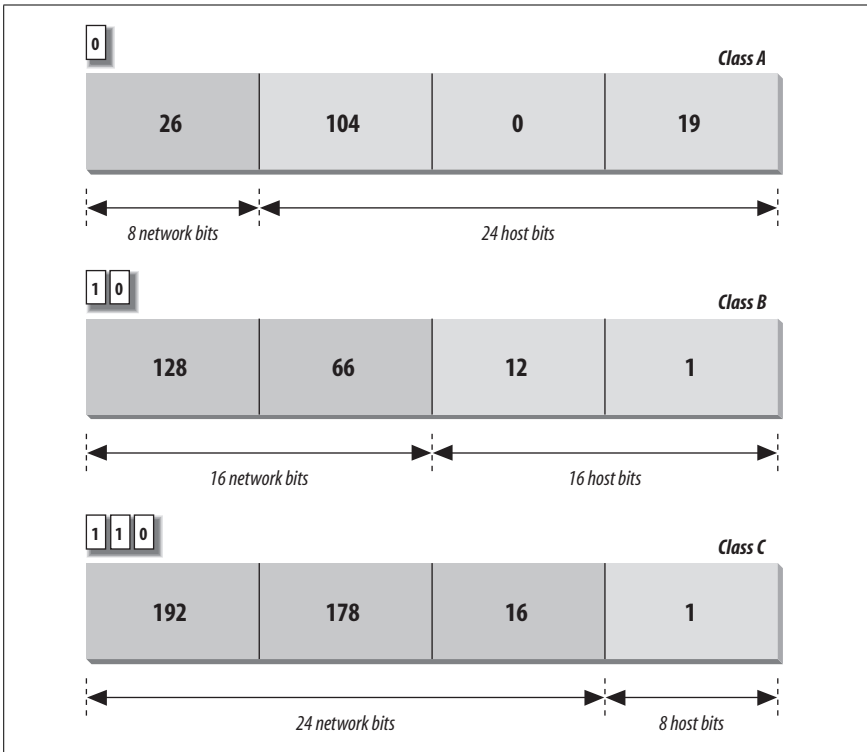 0
Class A
26 104 0 19
8 network bits 24 host bits
1 0
Class B
128 66 12 1
16 network bits 16 host bits
1 1 0
Class C
192 178 16 1
24 network bits 8 host bits